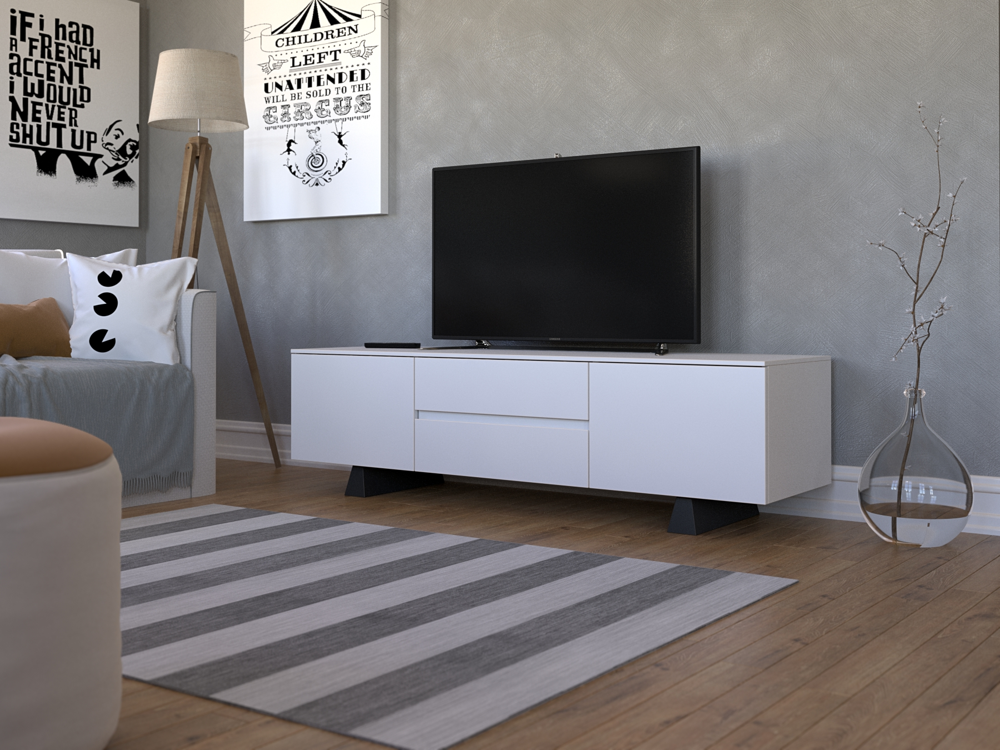 if i had
A FRENCH
accENT
i WOULD
NEVER
SHUT UP
CHILDREN
LEFT
UNATTENDED
WILL BE SOLD TO THE
CIRCUS
SAMSUNG